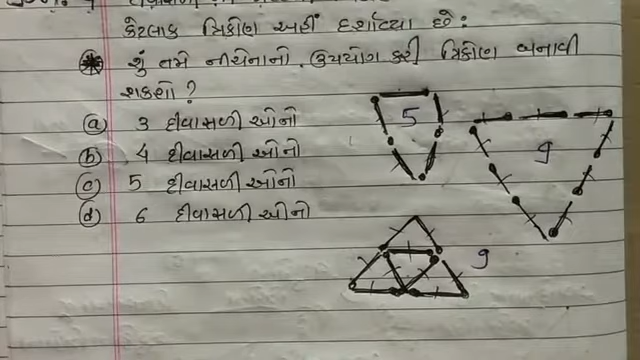 કેટલાક ત્રિકોણ અહીં દર્શાવ્યા છે:
શું તમે નીચેનાનો ઉપયોગ કરી ત્રિકોણ બનાવી
શકશો?
(a) 3 દીવાસળીઓનો
(b) 4 દીવાસળીઓનો
(c) 5 દીવાસળીઓનો
(d) 6 દીવાસળીઓનો
5
9
9